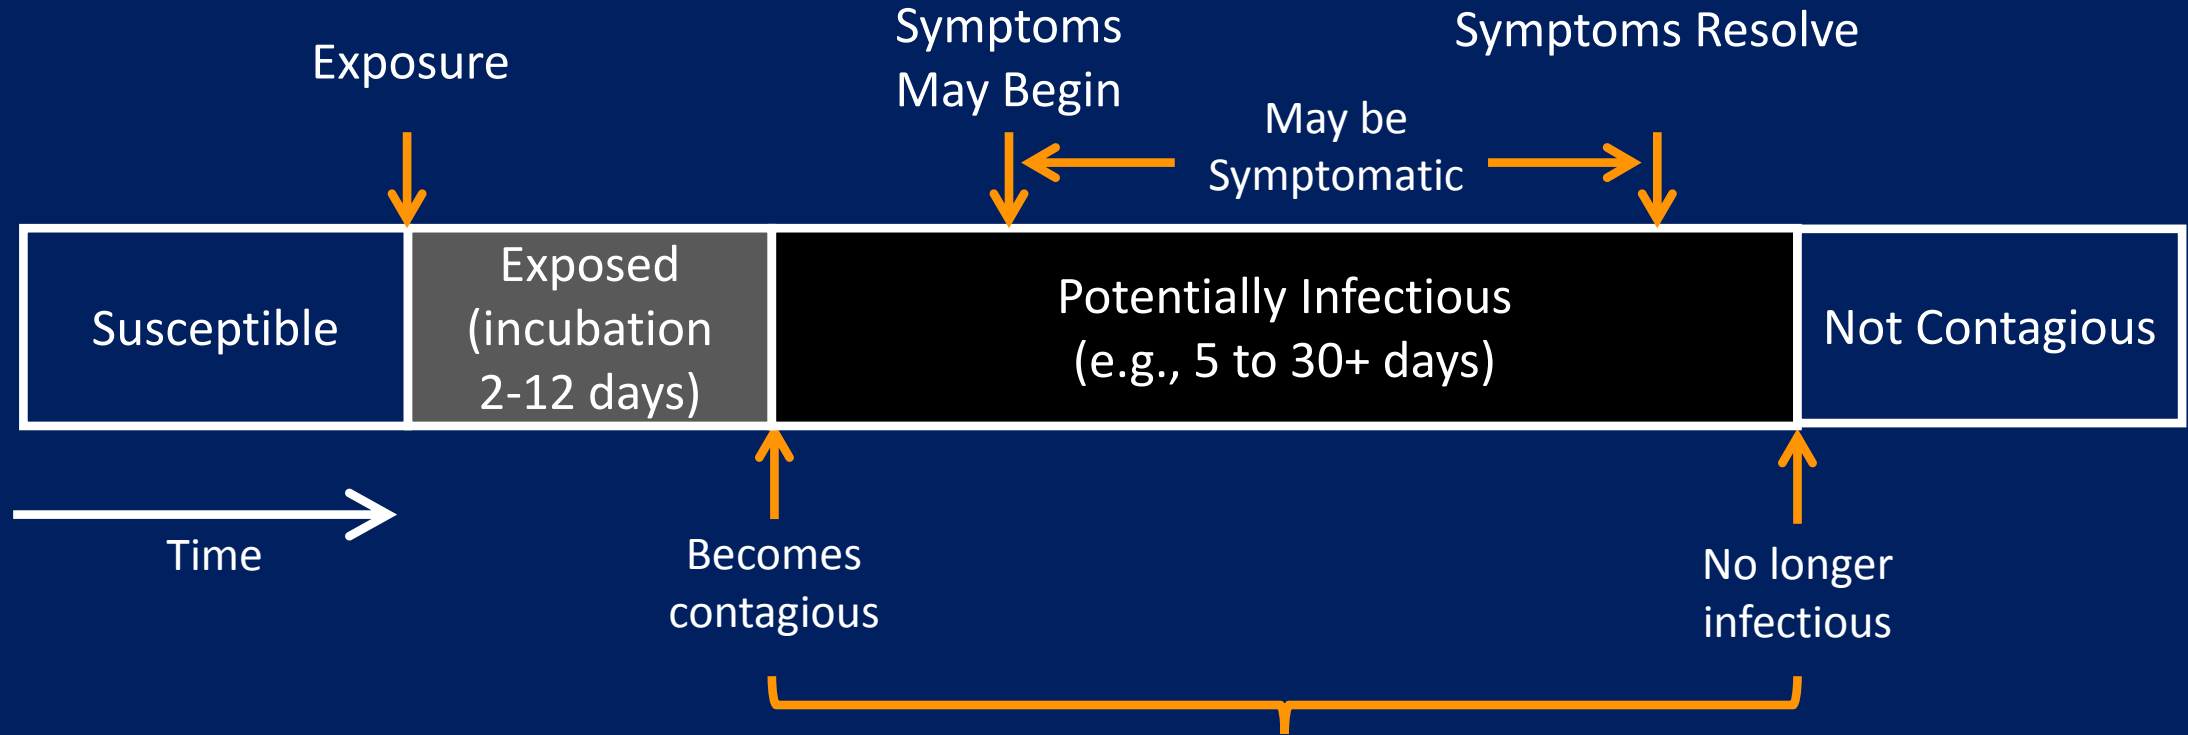 Exposure
Symptoms
May Begin
Symptoms Resolve
May be
Symptomatic
Susceptible
Exposed
(incubation
2-12 days)
Potentially Infectious
(e.g., 5 to 30+ days)
Not Contagious
Time
Becomes
contagious
No longer
infectious